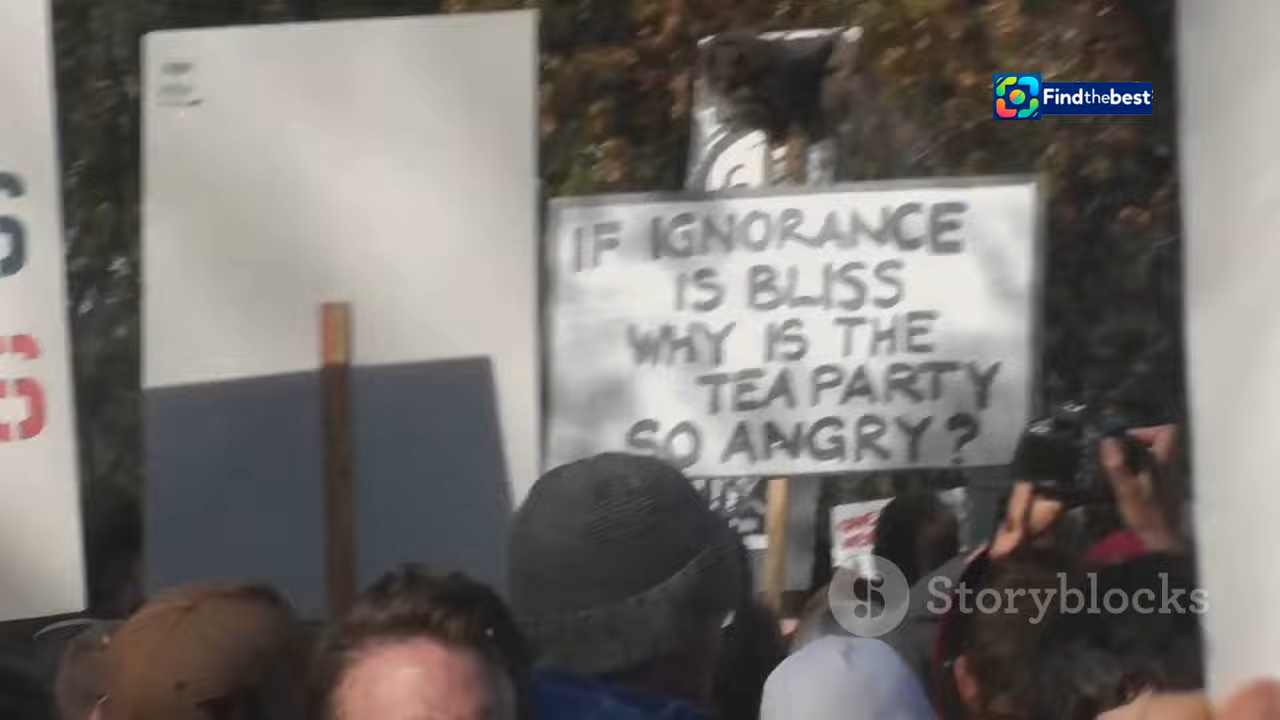 Findthebest
IF IGNORANCE
IS BLISS
WHY IS THE
TEA PARTY
SO ANGRY?
Storyblocks